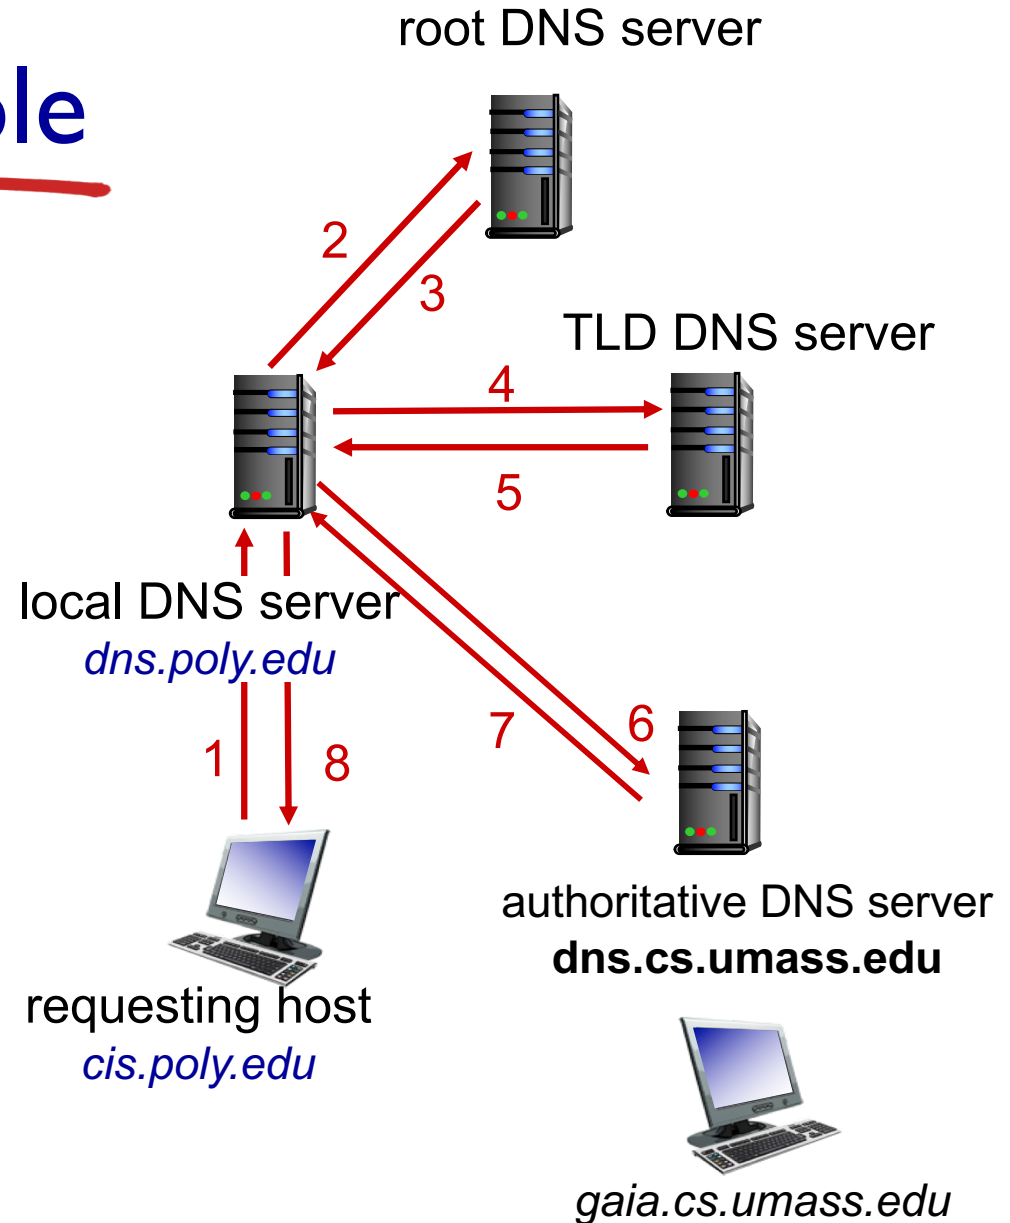 root DNS server
ole
2
3
TLD DNS server
4
5
local DNS server
dns.poly.edu
1
8
7
6
authoritative DNS server
dns.cs.umass.edu
requesting host
cis.poly.edu
gaia.cs.umass.edu